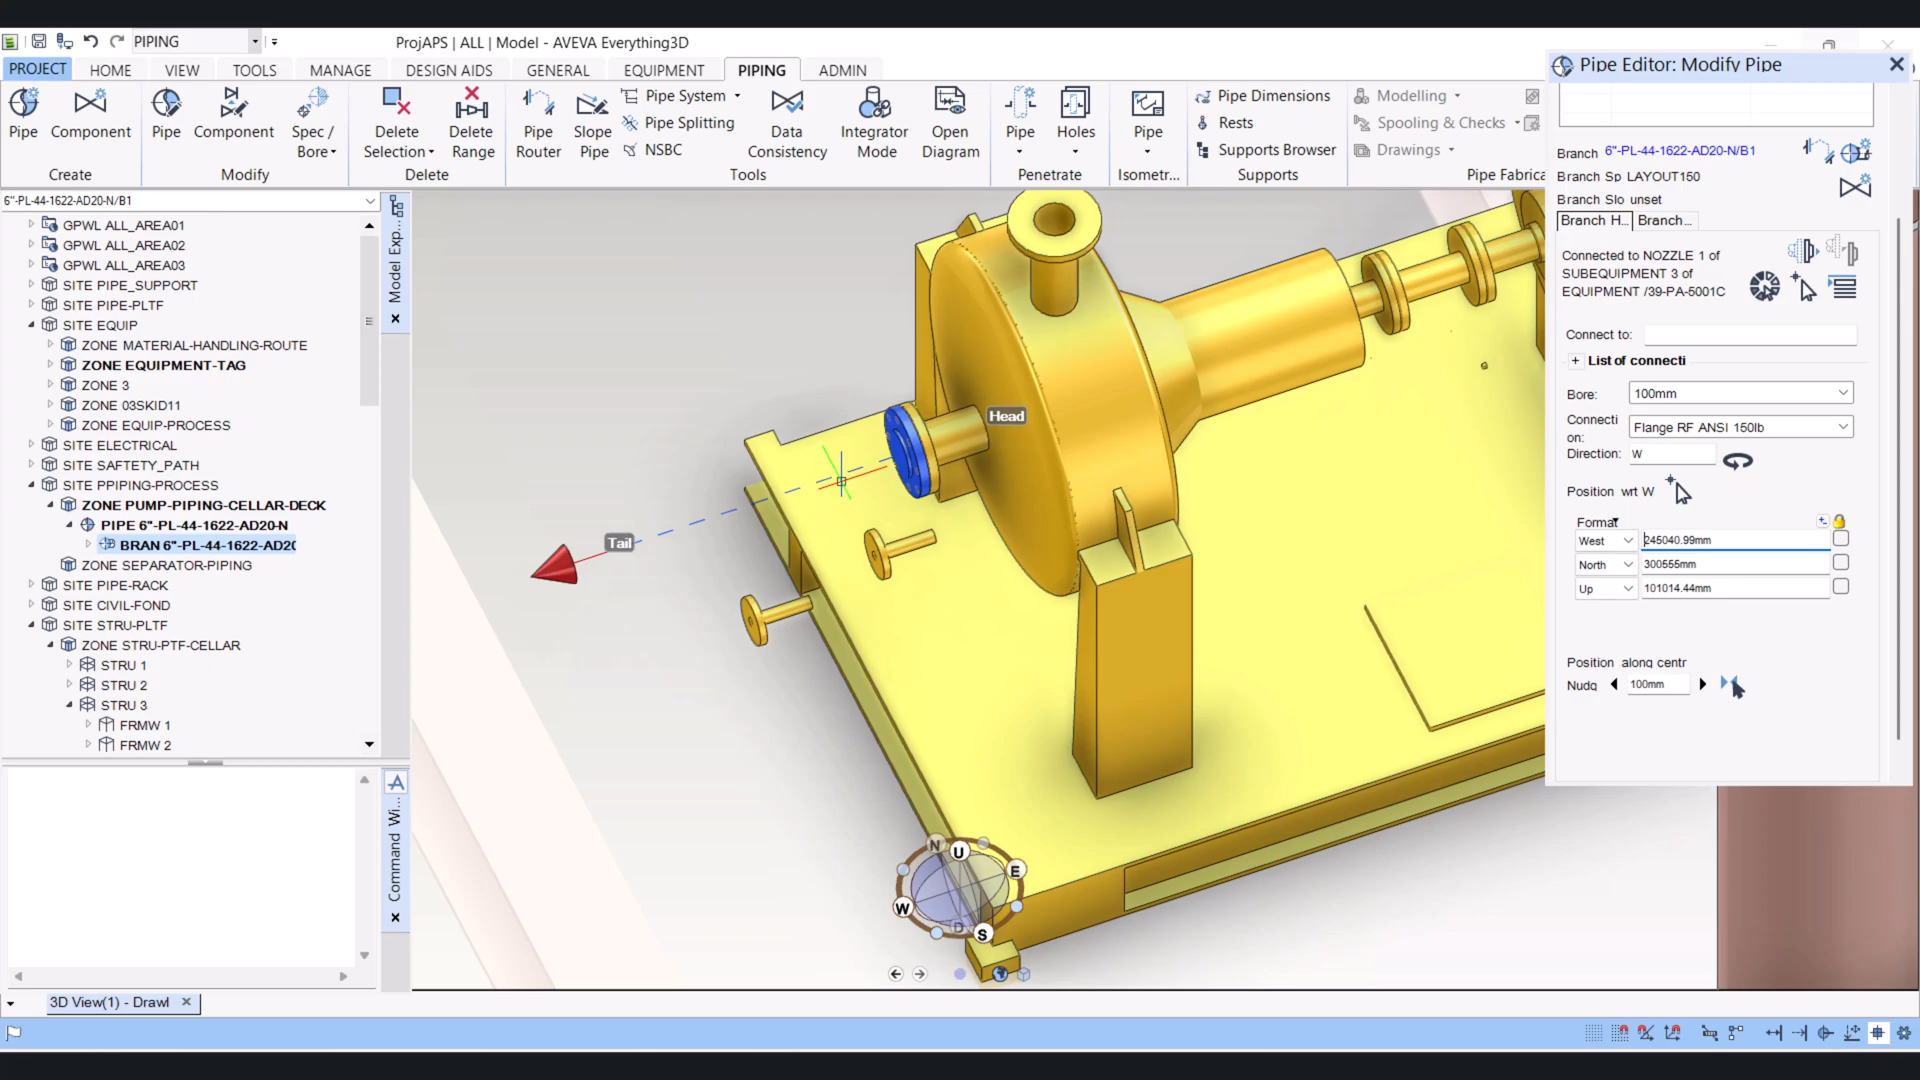 PIPING
ProjAPS | ALL | Model - AVEVA Everything3D
PROJECT HOME VIEW TOOLS MANAGE DESIGN AIDS GENERAL EQUIPMENT PIPING ADMIN
Pipe Component
Create
Pipe Component Spec / Bore
Modify
Delete Selection Delete Range
Delete
Pipe Router Slope Pipe
Pipe System
Pipe Splitting
NSBC
Data Consistency Integrator Mode Open Diagram
Tools
Pipe Holes
Penetrate
Pipe
Isometr...
Pipe Dimensions
Rests
Supports Browser
Supports
Modelling
Spooling & Checks
Drawings
Pipe Fabrica
6"-PL-44-1622-AD20-N/B1
GPWL ALL_AREA01
GPWL ALL_AREA02
GPWL ALL_AREA03
SITE PIPE_SUPPORT
SITE PIPE-PLTF
SITE EQUIP
ZONE MATERIAL-HANDLING-ROUTE
ZONE EQUIPMENT-TAG
ZONE 3
ZONE 03SKID11
ZONE EQUIP-PROCESS
SITE ELECTRICAL
SITE SAFTETY_PATH
SITE PPIPING-PROCESS
ZONE PUMP-PIPING-CELLAR-DECK
PIPE 6"-PL-44-1622-AD20-N
BRAN 6"-PL-44-1622-AD20
ZONE SEPARATOR-PIPING
SITE PIPE-RACK
SITE CIVIL-FOND
SITE STRU-PLTF
ZONE STRU-PTF-CELLAR
STRU 1
STRU 2
STRU 3
FRMW 1
FRMW 2
Model Exp...
Command Wi...
Head
Tail
N U E W D S
3D View(1) - Drawl
Pipe Editor: Modify Pipe
Branch 6"-PL-44-1622-AD20-N/B1
Branch Sp LAYOUT150
Branch Slo unset
Branch H... Branch...
Connected to NOZZLE 1 of
SUBEQUIPMENT 3 of
EQUIPMENT /39-PA-5001C
Connect to:
+ List of connecti
Bore: 100mm
Connecti
on: Flange RF ANSI 150lb
Direction: W
Position wrt W
Format
West 245040.99mm
North 300555mm
Up 101014.44mm
Position along centr
Nudg 100mm